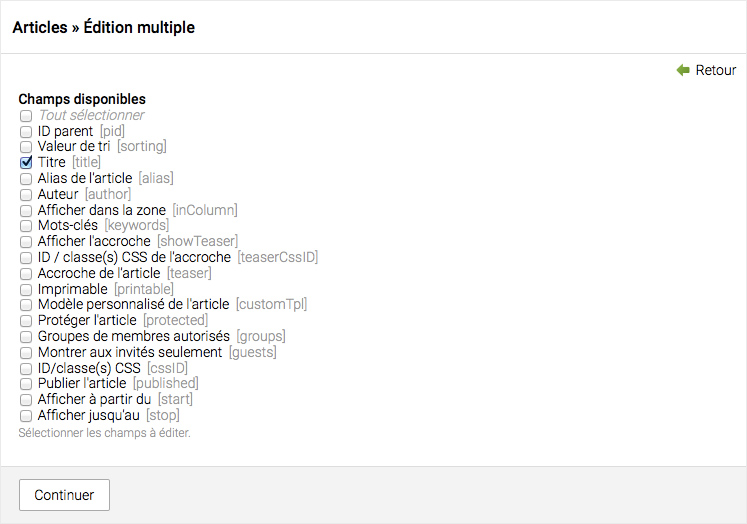 Articles » Édition multiple
Retour
Champs disponibles
Tout sélectionner
ID parent [pid]
Valeur de tri [sorting]
Titre [title]
Alias de l'article [alias]
Auteur [author]
Afficher dans la zone [inColumn]
Mots-clés [keywords]
Afficher l'accroche [showTeaser]
ID / classe(s) CSS de l'accroche [teaserCssID]
Accroche de l'article [teaser]
Imprimable [printable]
Modèle personnalisé de l'article [customTpl]
Protéger l'article [protected]
Groupes de membres autorisés [groups]
Montrer aux invités seulement [guests]
ID/classe(s) CSS [cssID]
Publier l'article [published]
Afficher à partir du [start]
Afficher jusqu'au [stop]
Sélectionner les champs à éditer.
Continuer